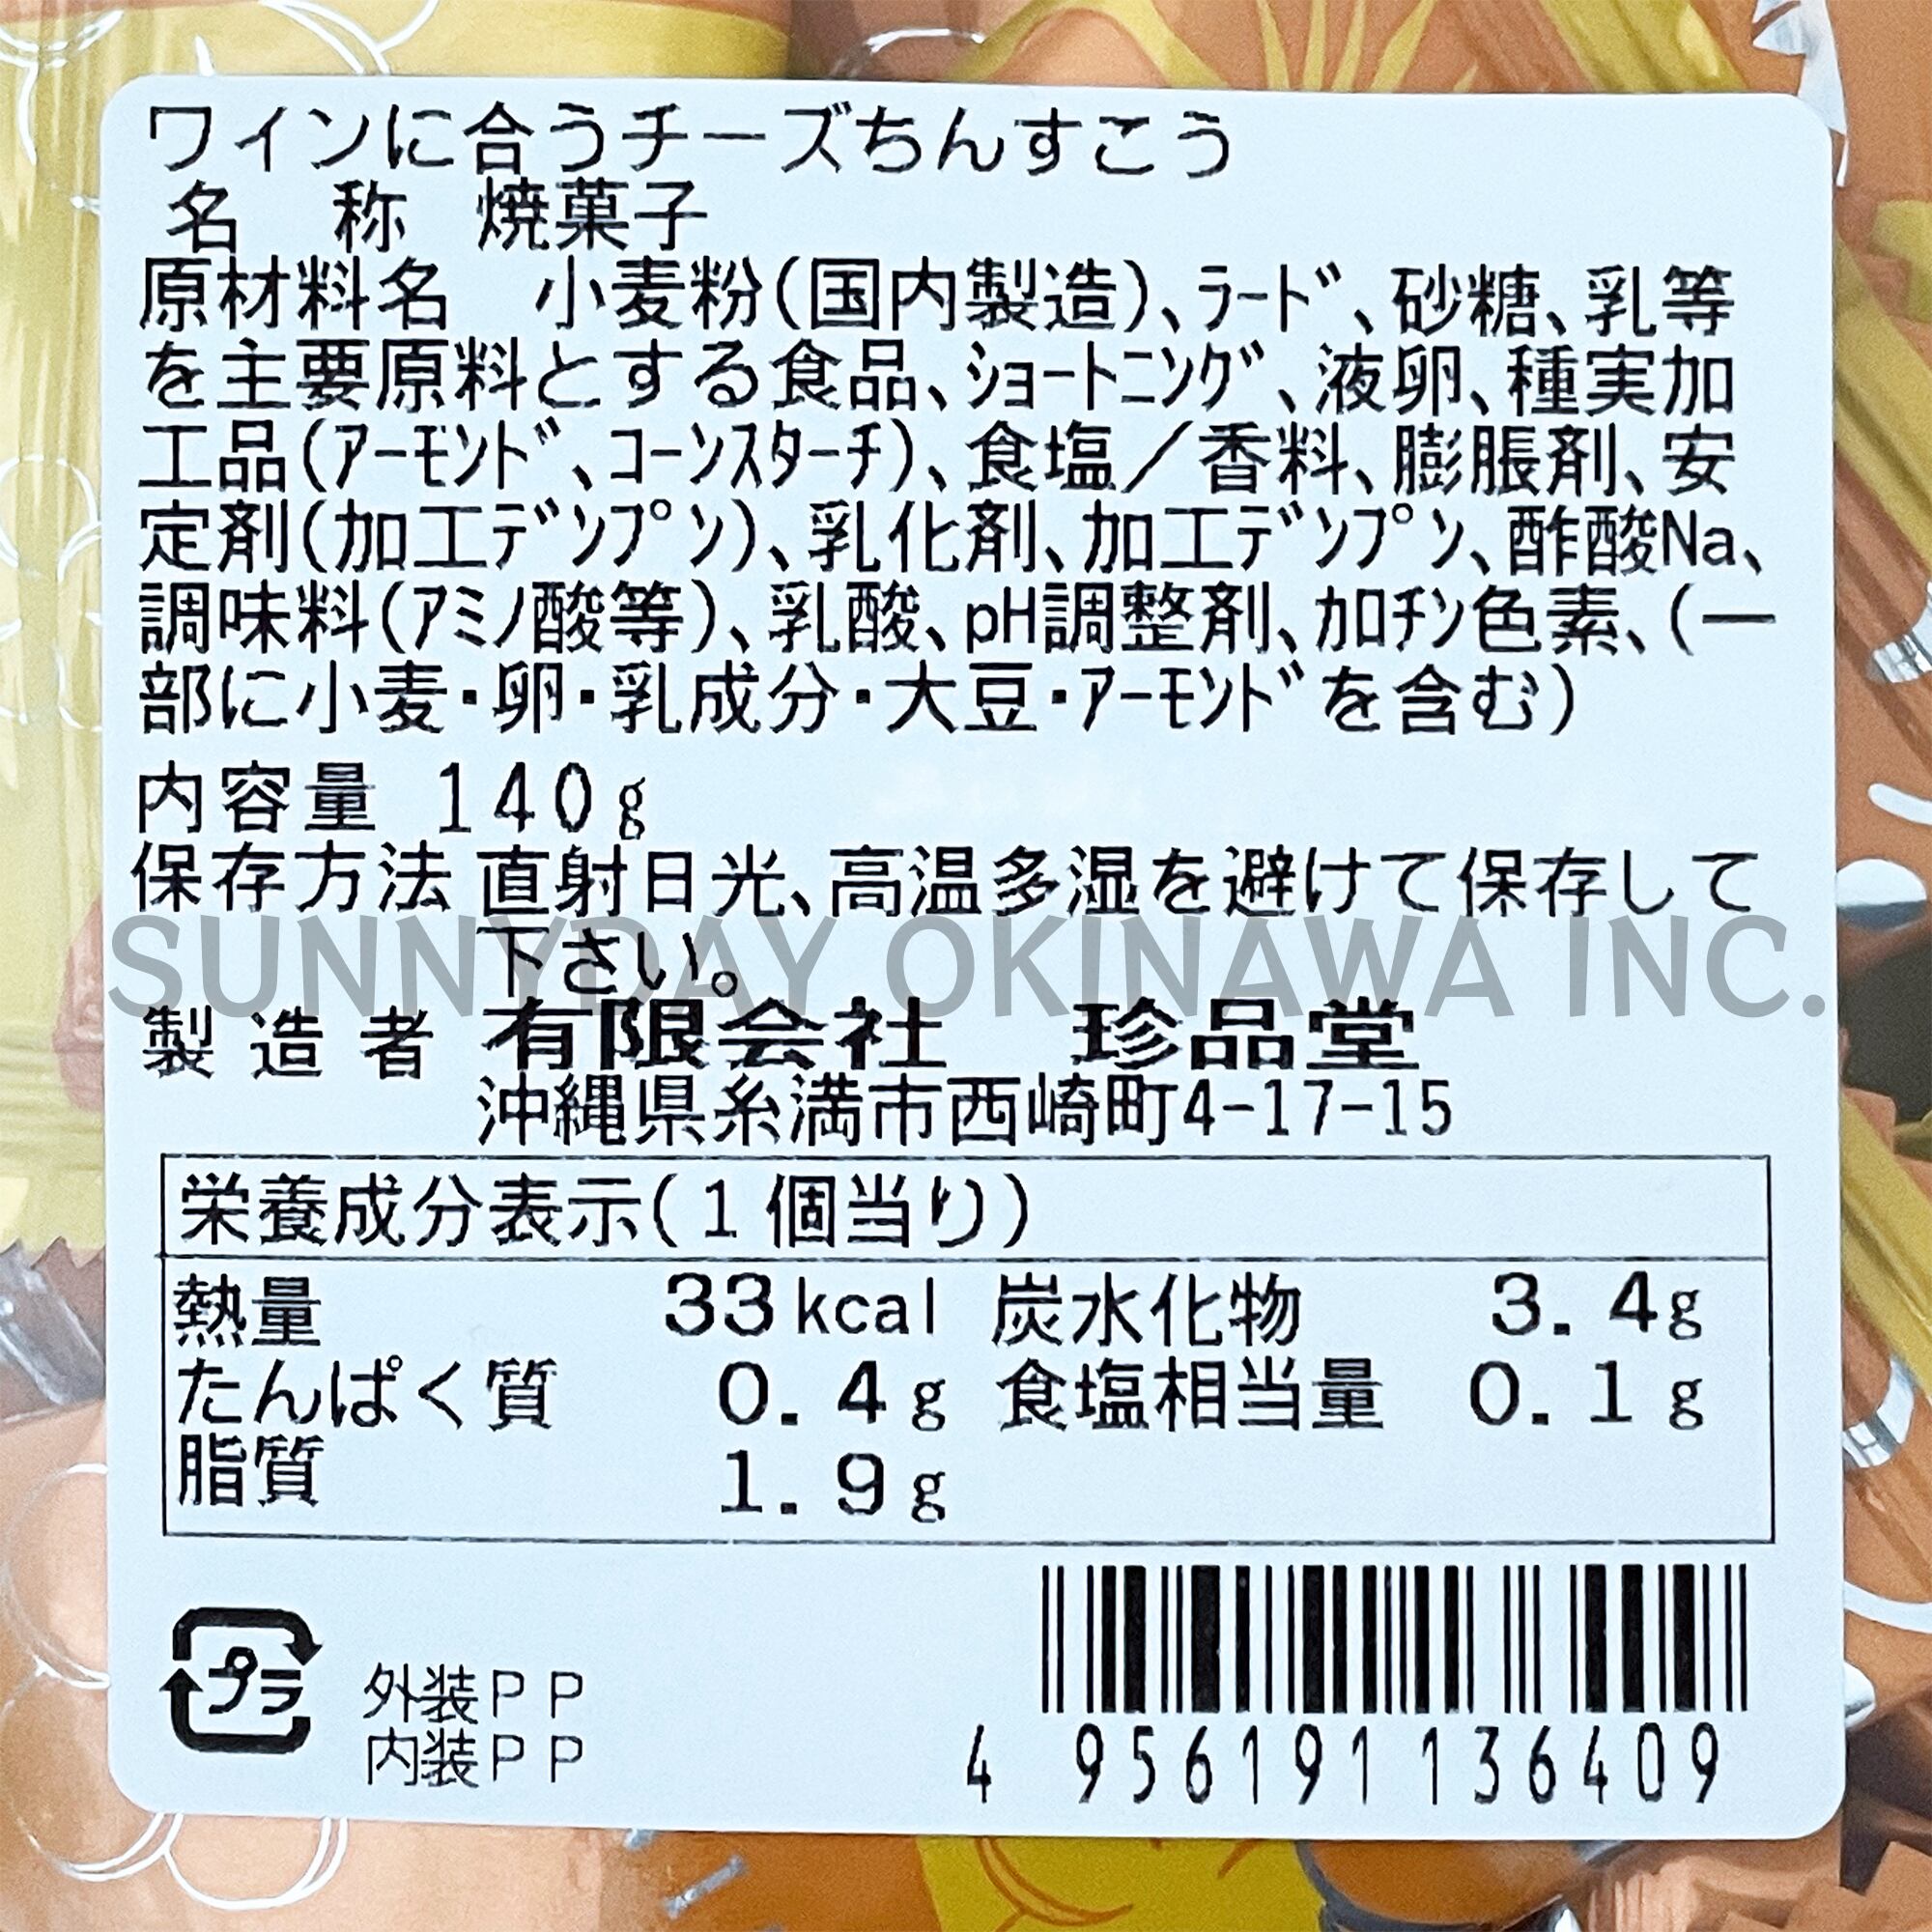 ワインに合うチーズちんすこう
名　称　焼菓子
原材料名　小麦粉(国内製造)、ﾗｰﾄﾞ、砂糖、乳等
を主要原料とする食品、ｼｮｰﾄﾆﾝｸﾞ、液卵、種実加
工品(ｱｰﾓﾝﾄﾞ、ｺｰﾝｽﾀｰﾁ)、食塩／香料、膨脹剤、安
定剤(加工ﾃﾞﾝﾌﾟﾝ)、乳化剤、加工ﾃﾞﾝﾌﾟﾝ、酢酸Na、
調味料(ｱﾐﾉ酸等)、乳酸、pH調整剤、ｶﾛﾁﾝ色素、(一
部に小麦・卵・乳成分・大豆・ｱｰﾓﾝﾄﾞを含む)
内容量 140g
保存方法 直射日光、高温多湿を避けて保存して
下さい。
SUNNYDAY OKINAWA INC.
製造者 有限会社　珍品堂
沖縄県糸満市西崎町4-17-15
栄養成分表示(1個当り)
熱量 33kcal 炭水化物 3.4g
たんぱく質 0.4g 食塩相当量 0.1g
脂質 1.9g
プラ
外装PP
内装PP
4 956191 136409